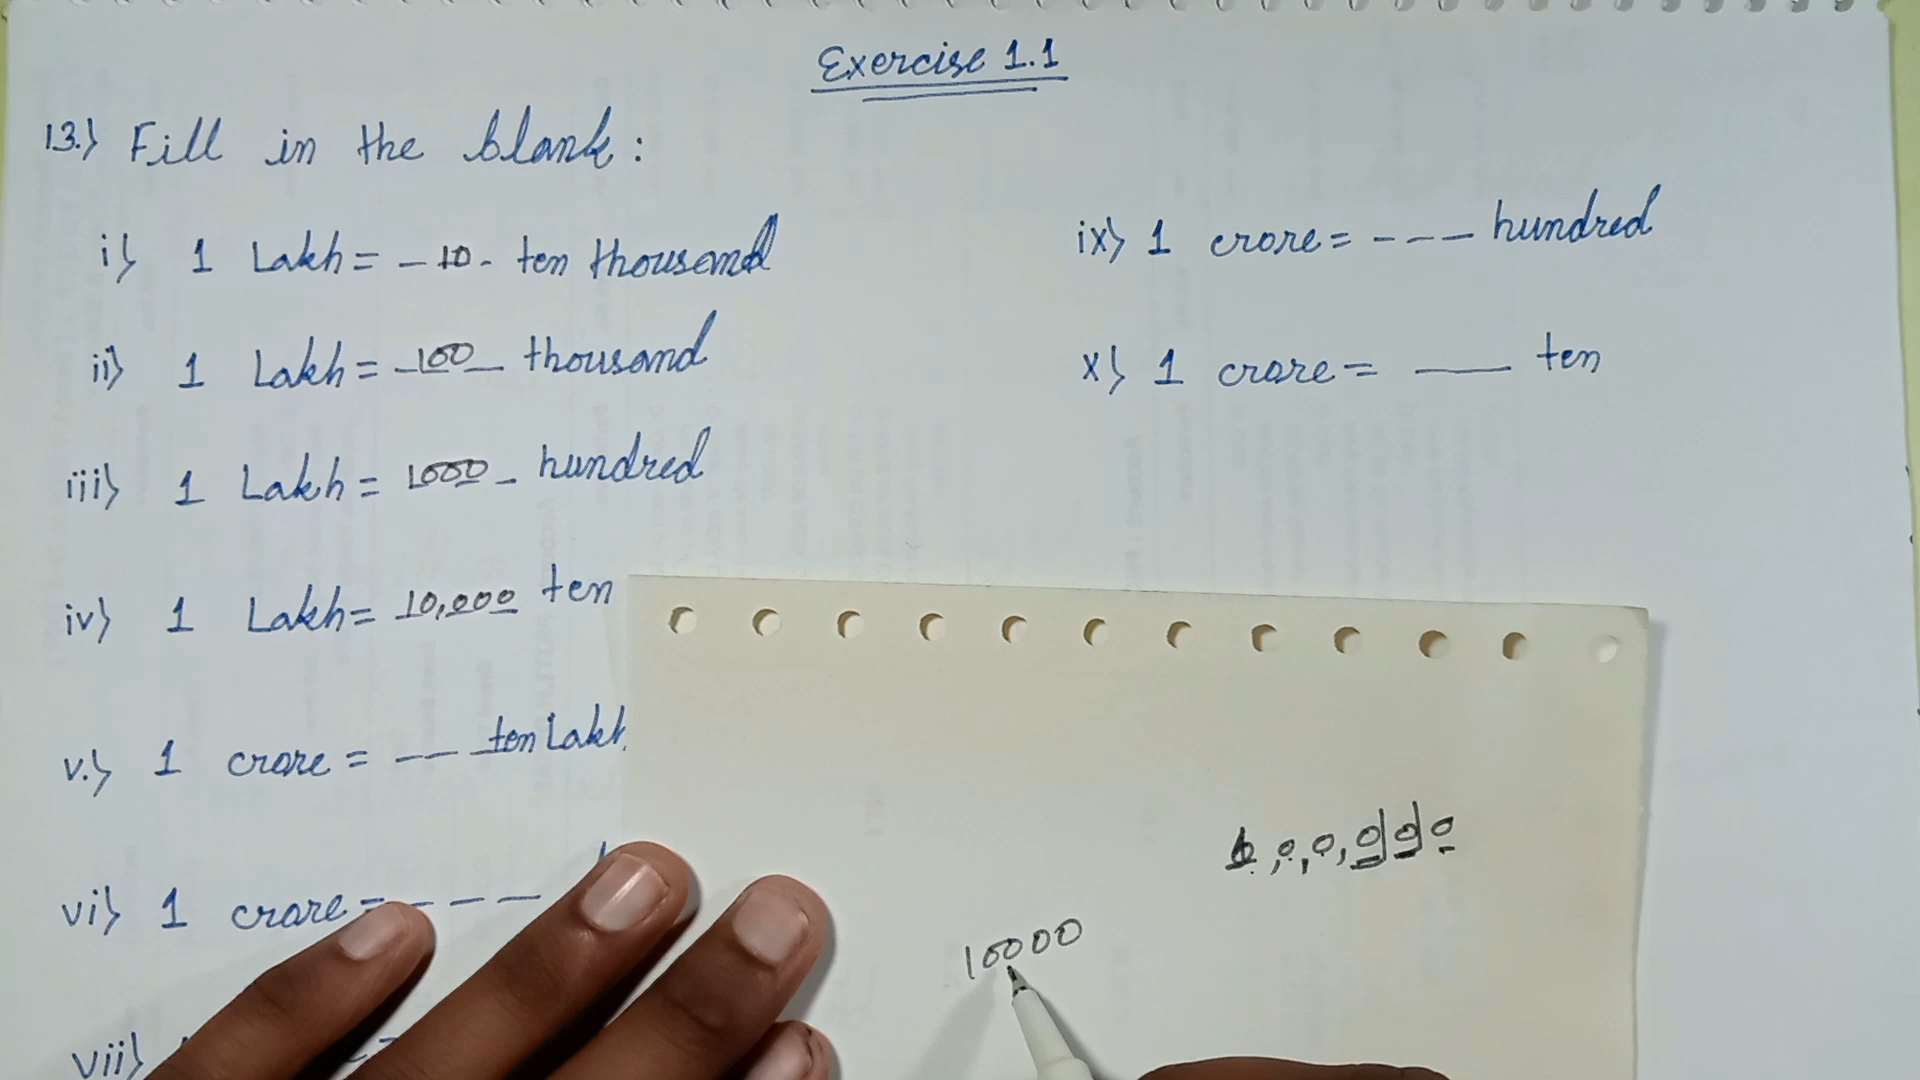 Exercise 1.1
13.) Fill in the blank:
i) 1 Lakh = _ 10 - ten thousand
ii) 1 Lakh = _100_ thousand
iii) 1 Lakh = 1000 - hundred
iv) 1 Lakh = 10,000 ten
v.) 1 crore = _ _ _ ten Lakh
vi) 1 crore = - - - -
vii)
ix) 1 crore = - - - hundred
x) 1 crore = ___ ten
1,0,0,000
10000